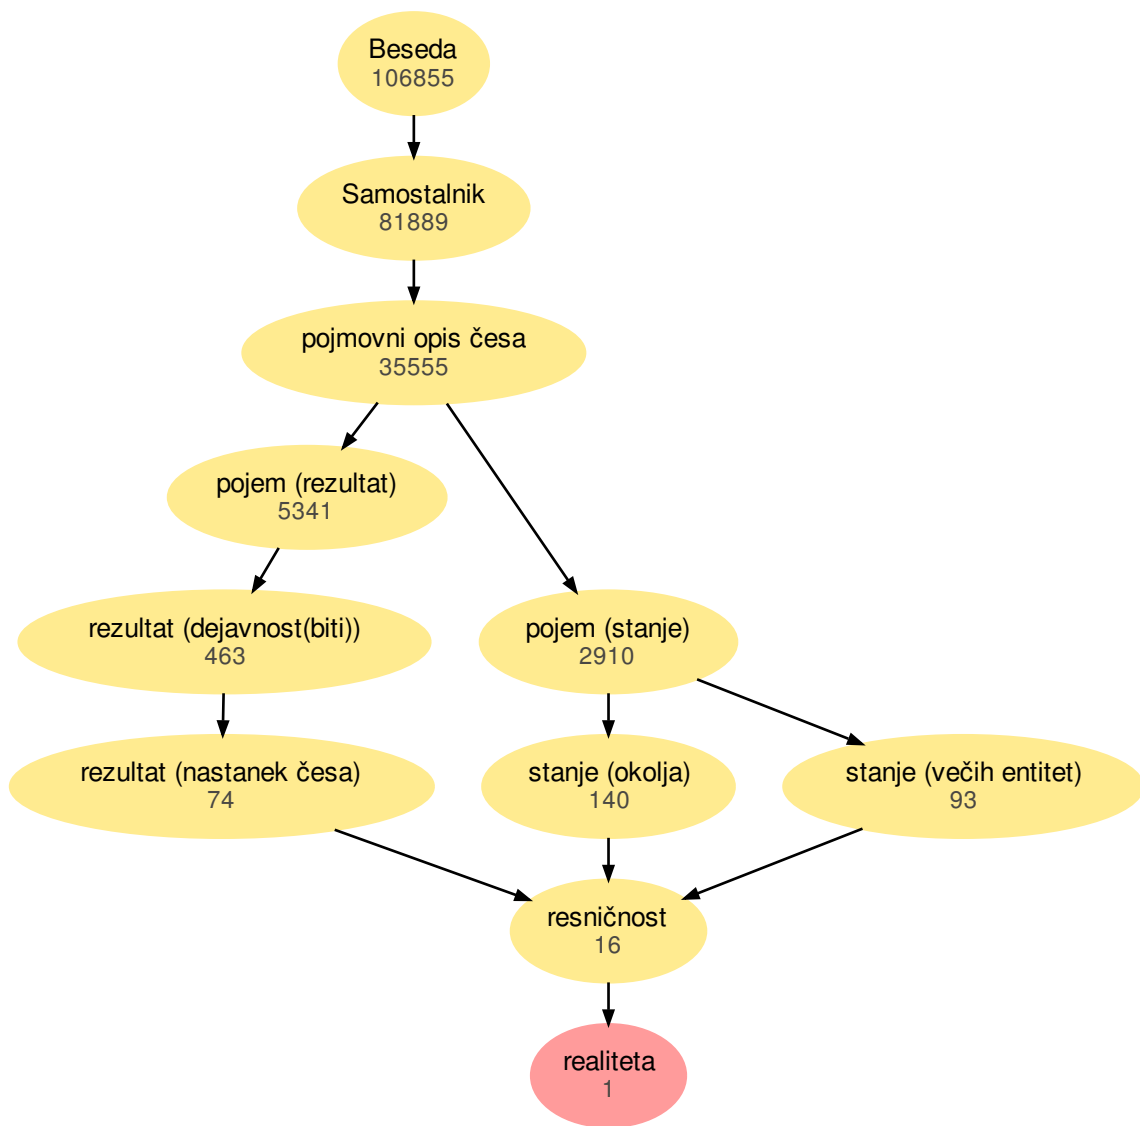 Beseda
106855
Samostalnik
81889
pojmovni opis česa
35555
pojem (rezultat)
5341
rezultat (dejavnost(biti))
463
pojem (stanje)
2910
rezultat (nastanek česa)
74
stanje (okolja)
140
stanje (večih entitet)
93
resničnost
16
realiteta
1